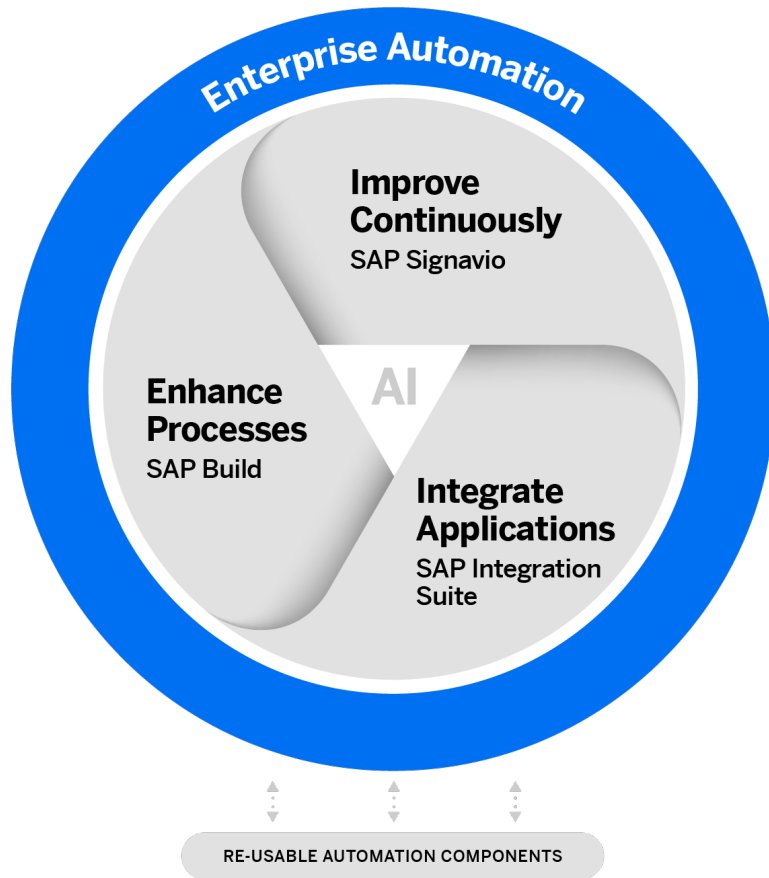 Enterprise Automation
Improve
Continuously
SAP Signavio
AI
Enhance
Processes
SAP Build
Integrate
Applications
SAP Integration
Suite
RE-USABLE AUTOMATION COMPONENTS